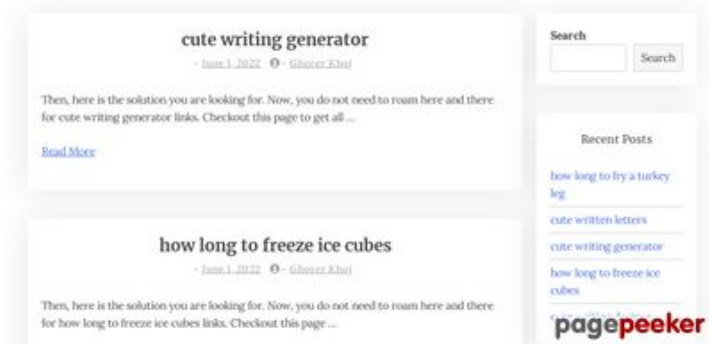 cute writing generator
- June 1, 2022 - Ghorer Khoj
Then, here is the solution you are looking for. Now, you do not need to roam here and there
for cute writing generator links. Checkout this page to get all ...
Read More
how long to freeze ice cubes
- June 1, 2022 - Ghorer Khoj
Then, here is the solution you are looking for. Now, you do not need to roam here and there
for how long to freeze ice cubes links. Checkout this page ...
Search
Search
Recent Posts
how long to fry a turkey
leg
cute written letters
cute writing generator
how long to freeze ice
cubes
pagepeeker